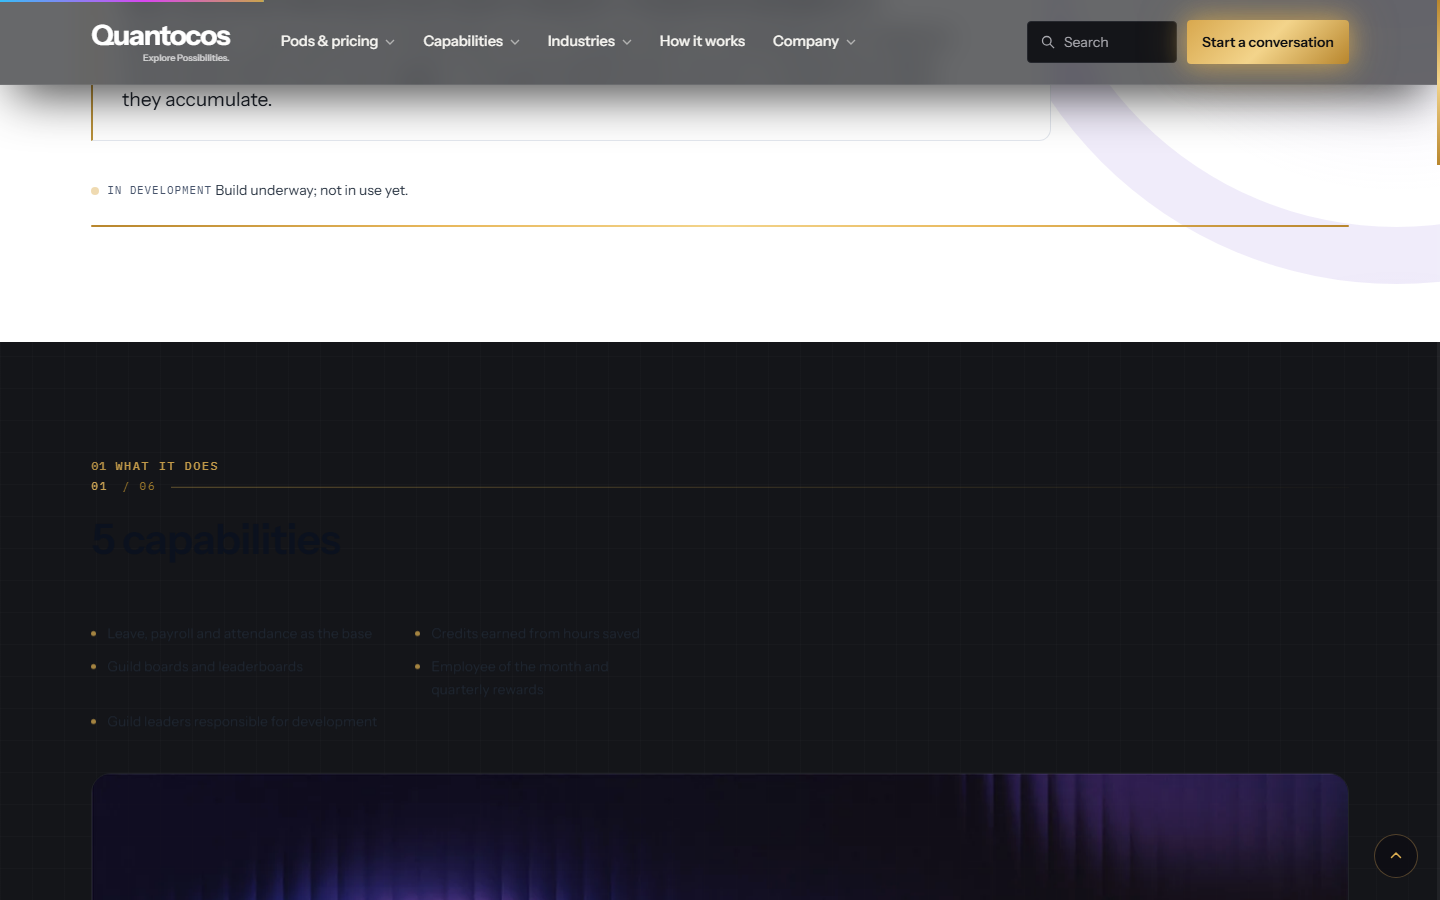 Quantocos
Explore Possibilities.
Pods & pricing
Capabilities
Industries
How it works
Company
Search
Start a conversation
they accumulate.
IN DEVELOPMENT Build underway; not in use yet.
01 WHAT IT DOES
01 / 06
5 capabilities
Leave, payroll and attendance as the base
Credits earned from hours saved
Guild boards and leaderboards
Employee of the month and
quarterly rewards
Guild leaders responsible for development